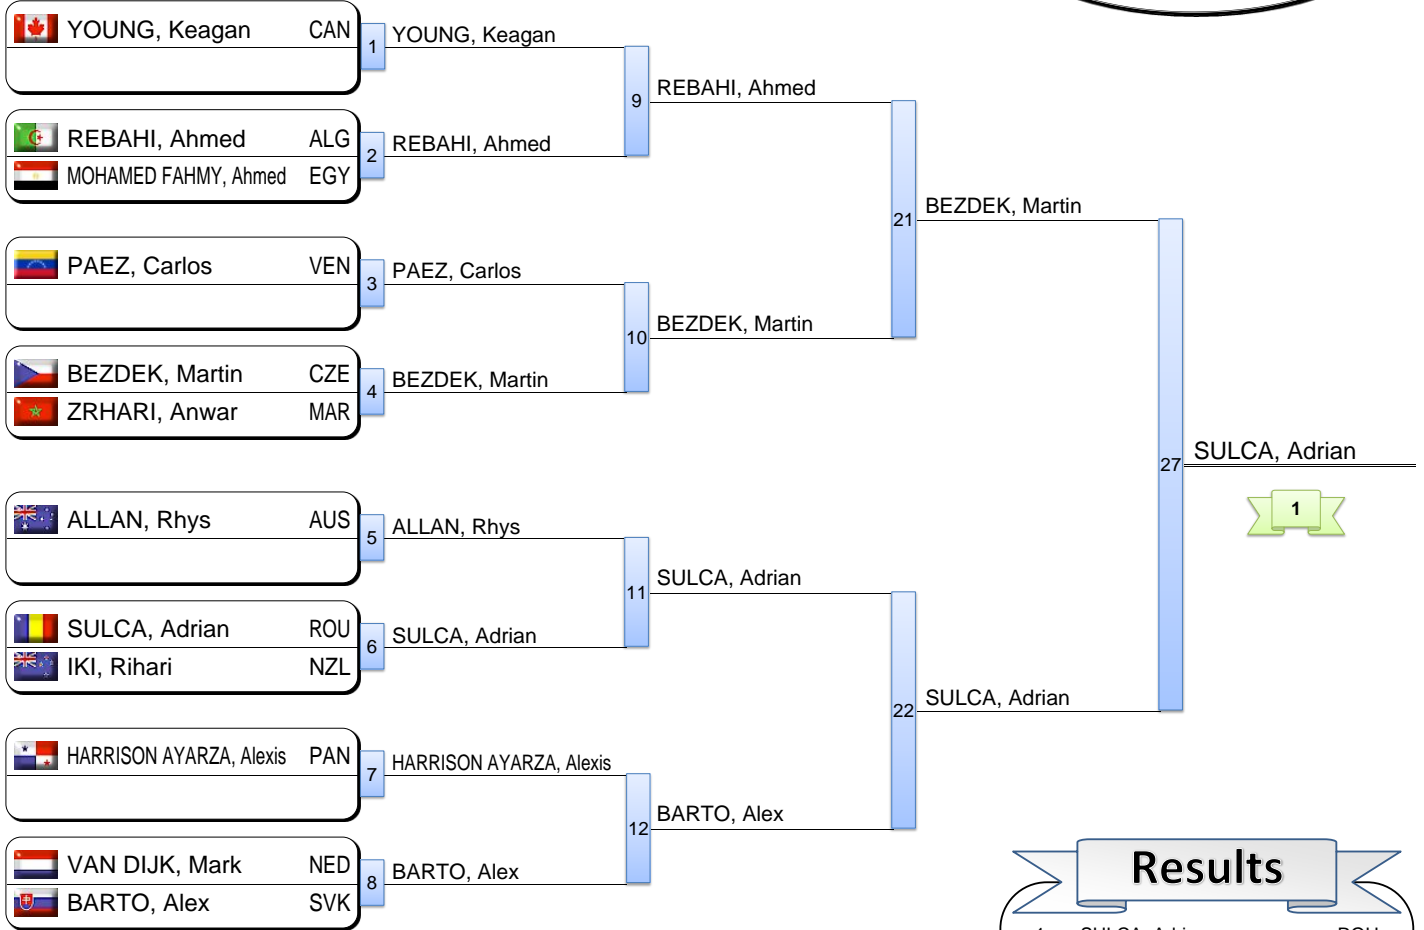 YOUNG, Keagan CAN
1 YOUNG, Keagan
9 REBAHI, Ahmed
REBAHI, Ahmed ALG
2 REBAHI, Ahmed
MOHAMED FAHMY, Ahmed EGY
21 BEZDEK, Martin
PAEZ, Carlos VEN
3 PAEZ, Carlos
10 BEZDEK, Martin
BEZDEK, Martin CZE
4 BEZDEK, Martin
ZRHARI, Anwar MAR
27 SULCA, Adrian
1
ALLAN, Rhys AUS
5 ALLAN, Rhys
11 SULCA, Adrian
SULCA, Adrian ROU
6 SULCA, Adrian
IKI, Rihari NZL
22 SULCA, Adrian
HARRISON AYARZA, Alexis PAN
7 HARRISON AYARZA, Alexis
12 BARTO, Alex
VAN DIJK, Mark NED
8 BARTO, Alex
BARTO, Alex SVK
Results
1 SULCA, Adrian ROU